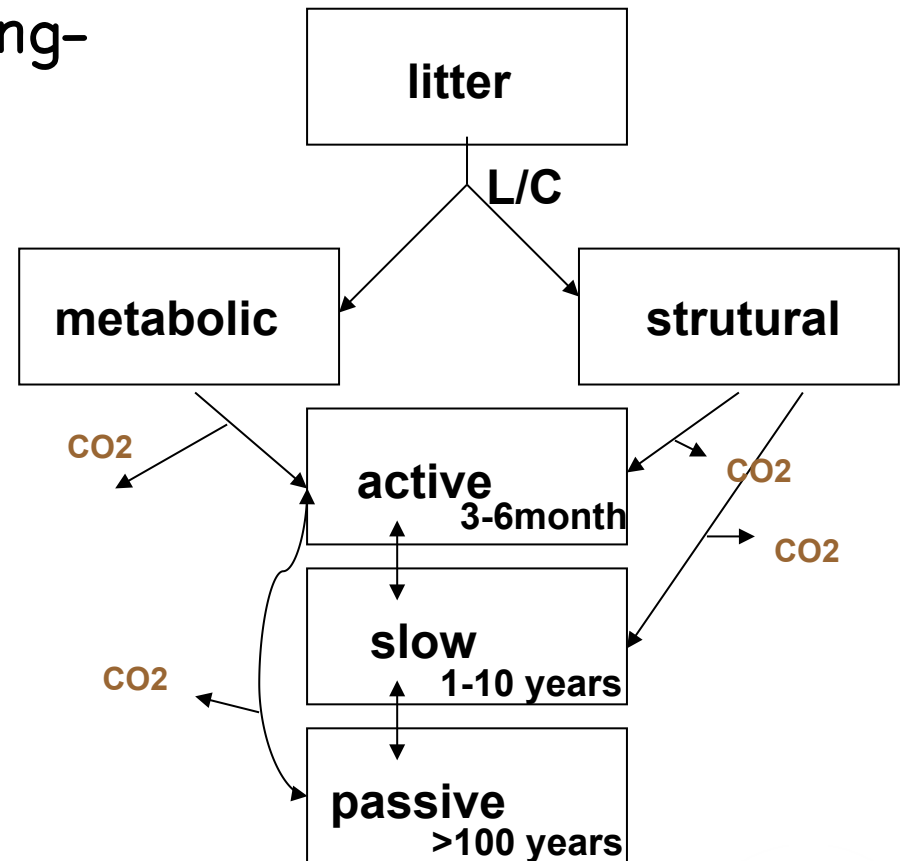 ng-
litter
L/C
metabolic
strutural
CO2
active
3-6month
CO2
CO2
slow
1-10 years
CO2
passive
>100 years